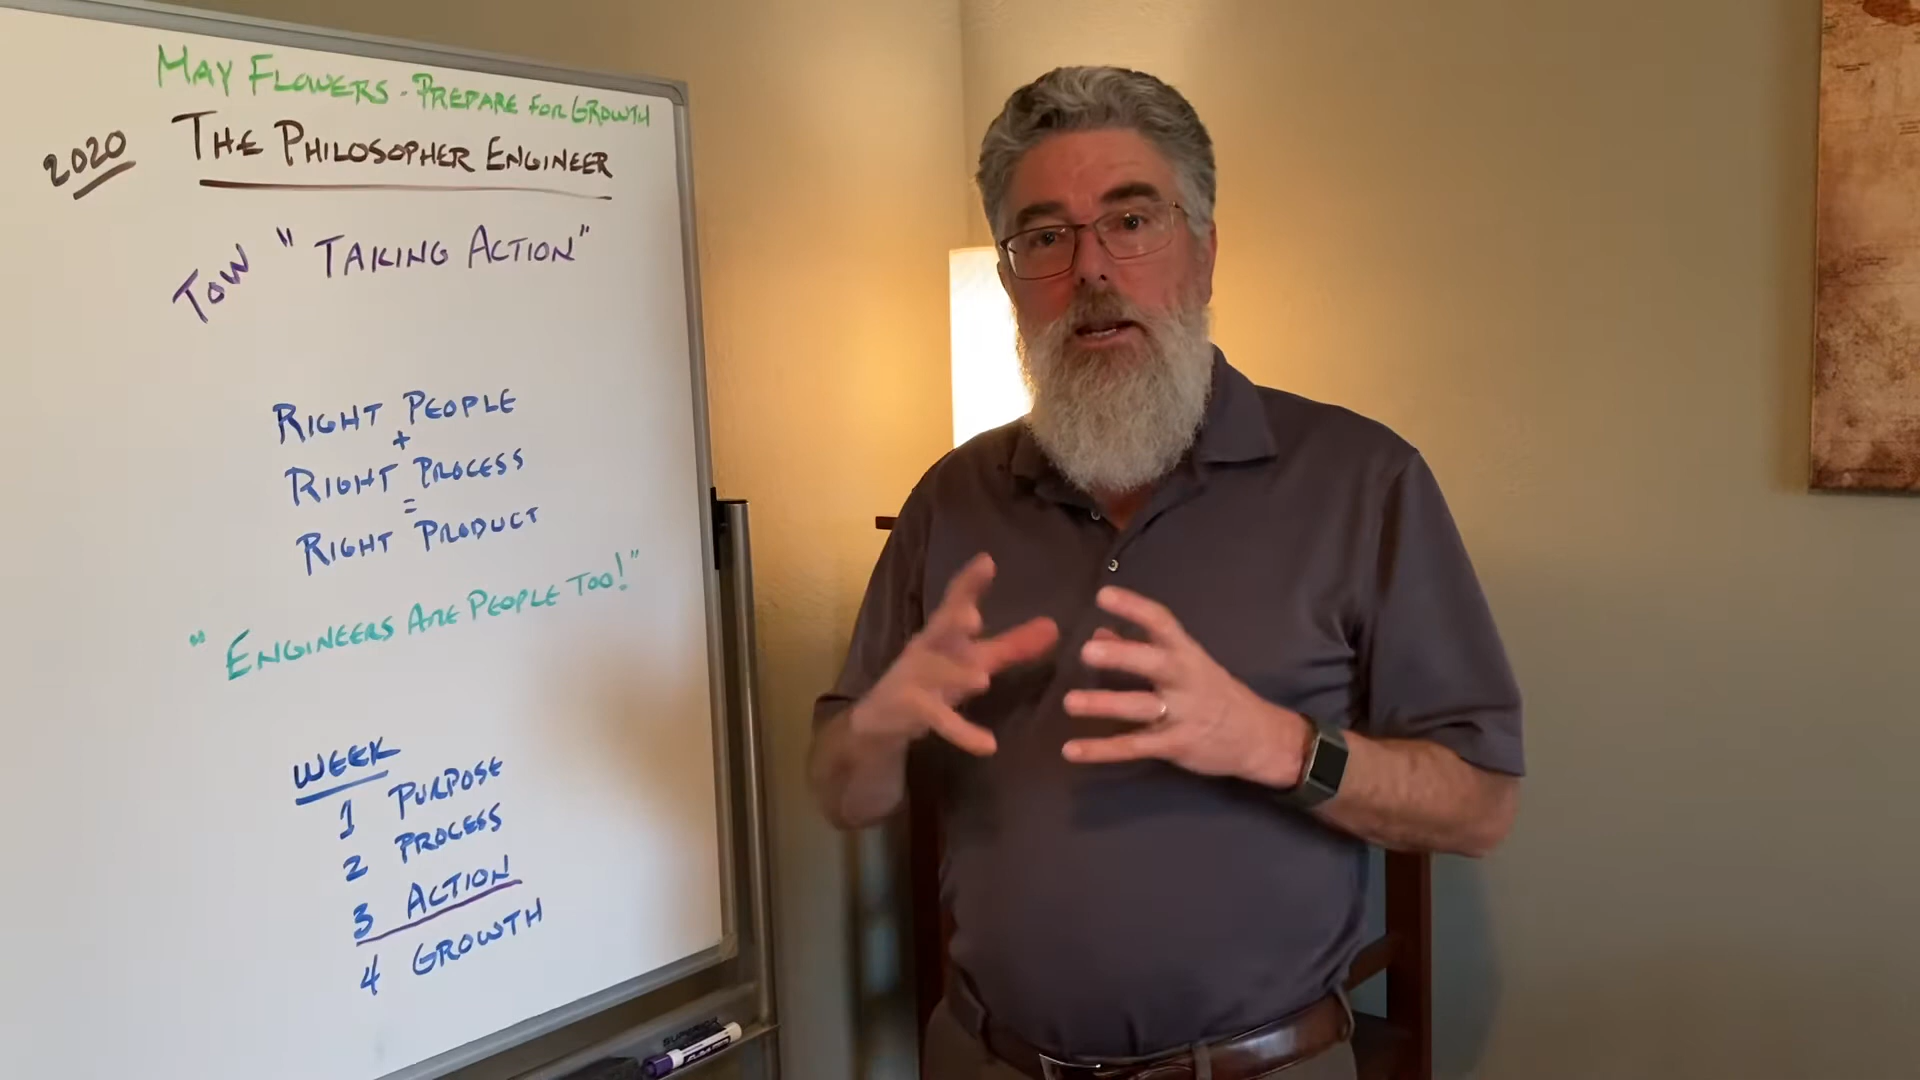 MAY FLOWERS - PREPARE FOR GROWTH
2020 THE PHILOSOPHER ENGINEER
TOW "TAKING ACTION"
RIGHT PEOPLE
+
RIGHT PROCESS
=
RIGHT PRODUCT
"ENGINEERS ARE PEOPLE TOO!"
WEEK
1 PURPOSE
2 PROCESS
3 ACTION
4 GROWTH
SUPERIOR